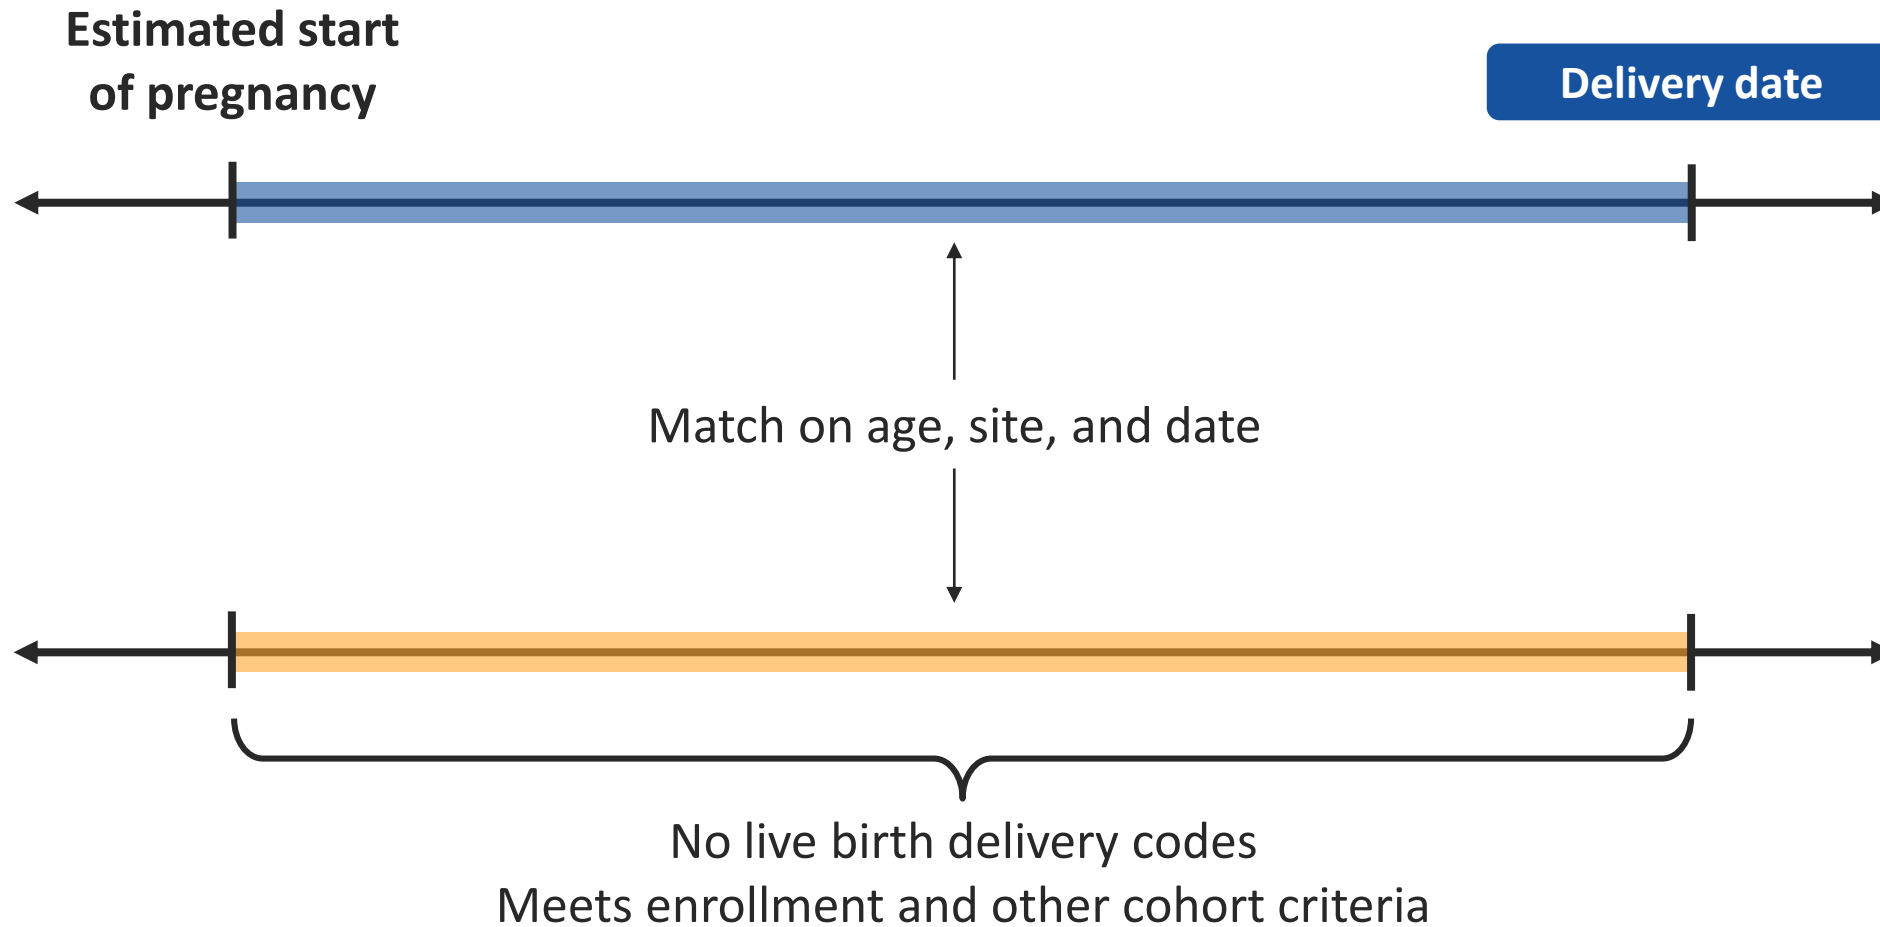 Estimated start
of pregnancy
Delivery date
Match on age, site, and date
No live birth delivery codes
Meets enrollment and other cohort criteria